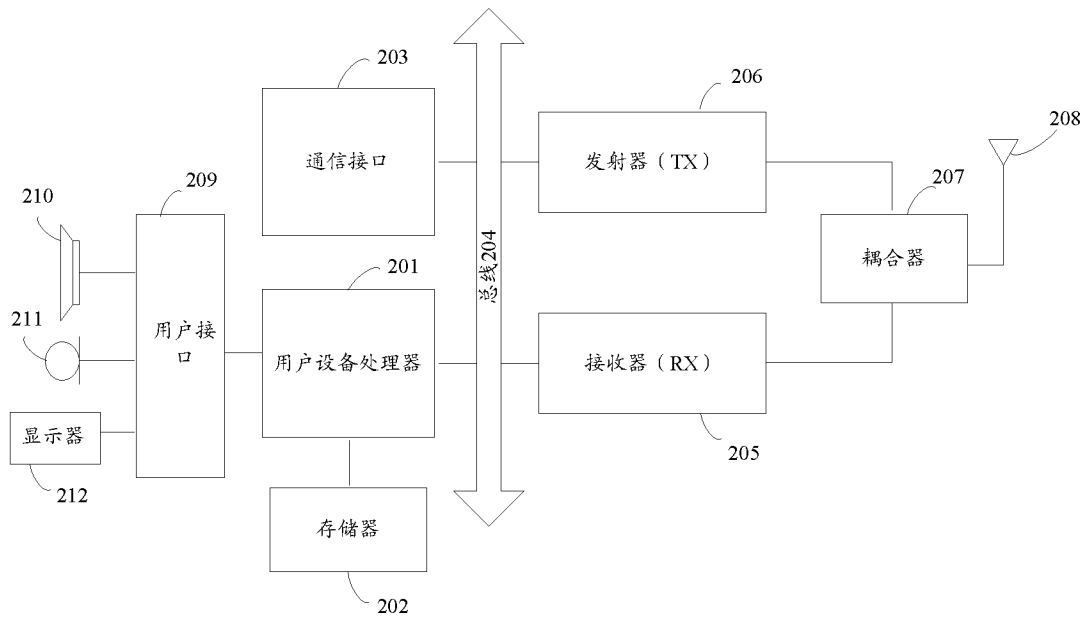 203
通信接口
206
发射器（TX）
208
207
耦合器
210
209
用户接
口
总线204
211
201
用户设备处理器
接收器（RX）
205
显示器
212
存储器
202